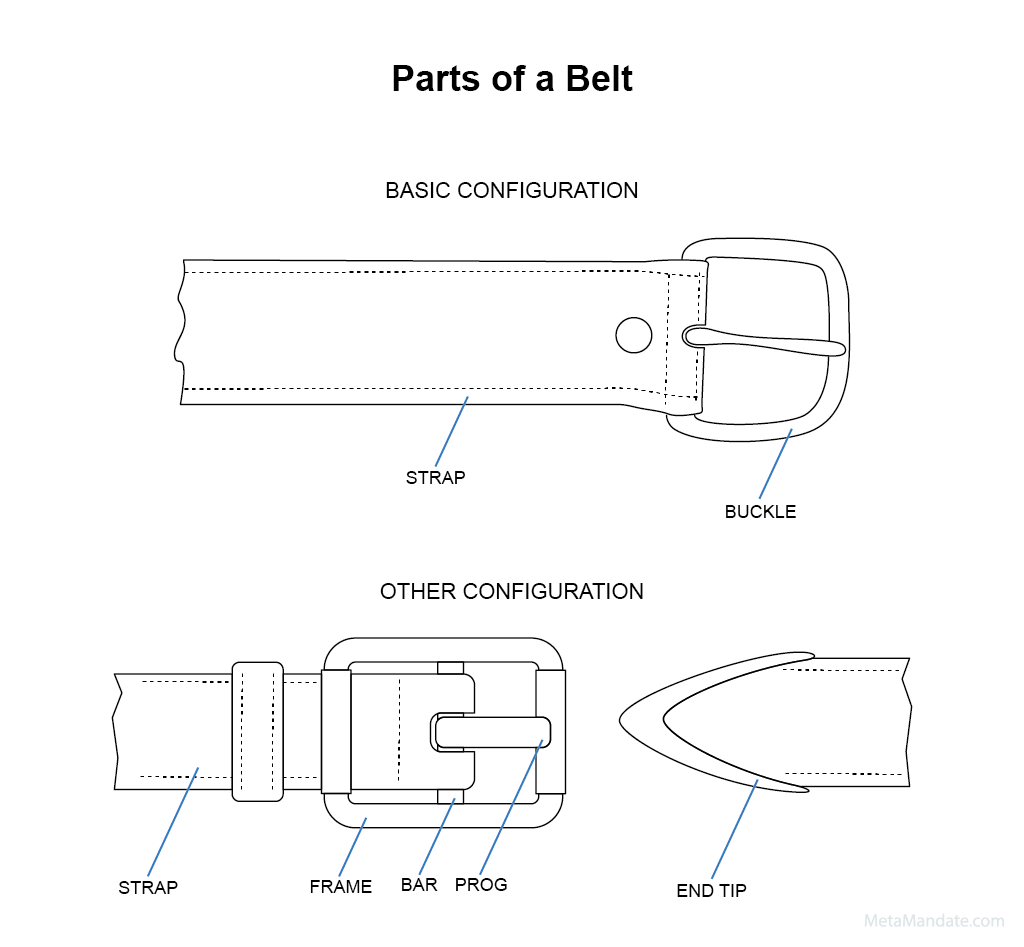 Parts of a Belt
BASIC CONFIGURATION
STRAP
BUCKLE
OTHER CONFIGURATION
STRAP
FRAME
BAR
PROG
END TIP
MetaMandate.com